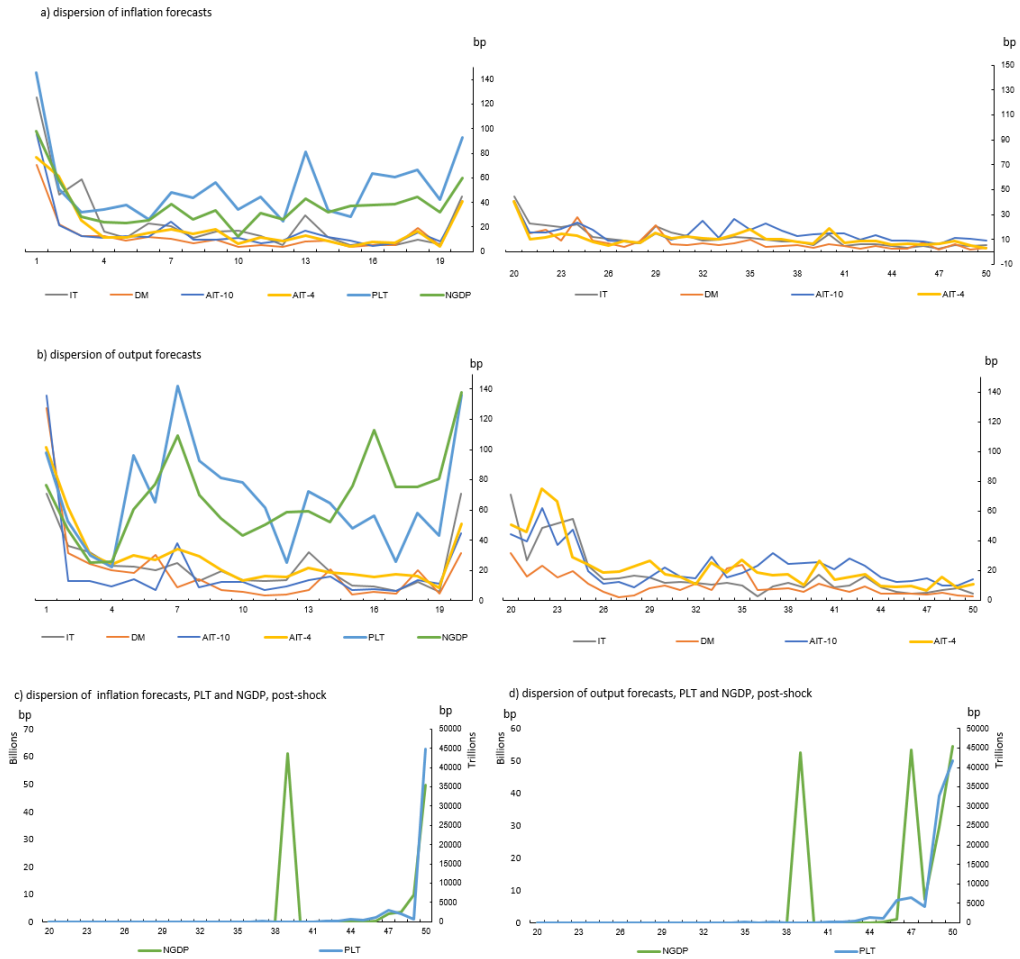 a) dispersion of inflation forecasts
bp
bp
140
120
100
80
60
40
20
0
1 4 7 10 13 16 19
IT DM AIT-10 AIT-4 PLT NGDP
150
130
110
90
70
50
30
10
-10
20 23 26 29 32 35 38 41 44 47 50
IT DM AIT-10 AIT-4
b) dispersion of output forecasts
bp
bp
140
120
100
80
60
40
20
0
1 4 7 10 13 16 19
IT DM AIT-10 AIT-4 PLT NGDP
140
120
100
80
60
40
20
0
20 23 26 29 32 35 38 41 44 47 50
IT DM AIT-10 AIT-4
c) dispersion of inflation forecasts, PLT and NGDP, post-shock
bp
bp
Billions
70
60
50
40
30
20
10
0
50000
45000
40000
35000
30000
25000
20000
15000
10000
5000
0
Trillions
20 23 26 29 32 35 38 41 44 47 50
NGDP PLT
d) dispersion of output forecasts, PLT and NGDP, post-shock
bp
bp
Billions
60
50
40
30
20
10
0
50000
45000
40000
35000
30000
25000
20000
15000
10000
5000
0
Trillions
20 23 26 29 32 35 38 41 44 47 50
NGDP PLT